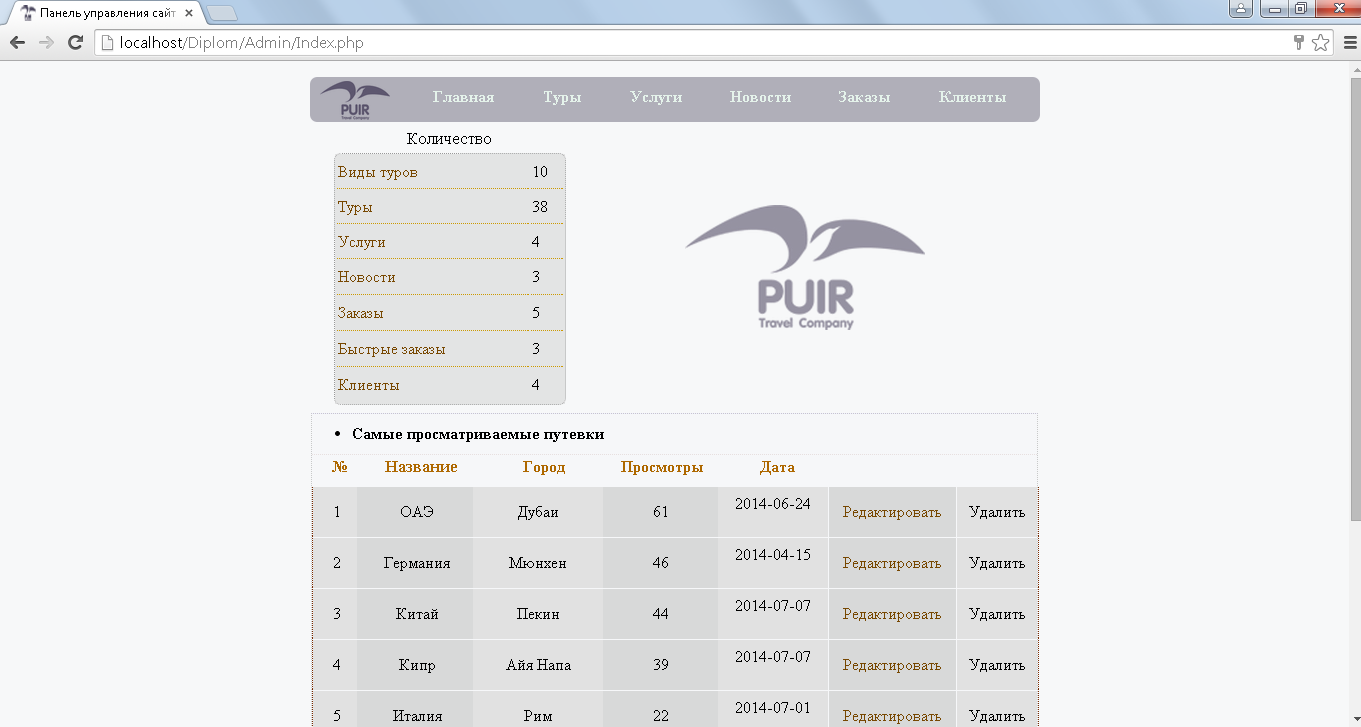 Панель управления сайт
localhost/Diplom/Admin/Index.php
PUIR
Travel Company
Главная Туры Услуги Новости Заказы Клиенты
Количество
Виды туров 10
Туры 38
Услуги 4
Новости 3
Заказы 5
Быстрые заказы 3
Клиенты 4
PUIR
Travel Company
• Самые просматриваемые путевки
№ Название Город Просмотры Дата
1 ОАЭ Дубаи 61 2014-06-24 Редактировать Удалить
2 Германия Мюнхен 46 2014-04-15 Редактировать Удалить
3 Китай Пекин 44 2014-07-07 Редактировать Удалить
4 Кипр Айя Напа 39 2014-07-07 Редактировать Удалить
5 Италия Рим 22 2014-07-01 Редактировать Удалить